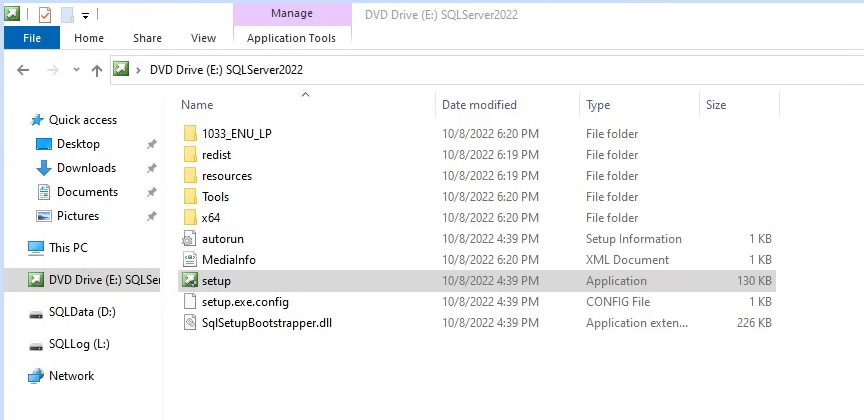 Manage DVD Drive (E:) SQLServer2022
File Home Share View Application Tools
DVD Drive (E:) SQLServer2022
Name Date modified Type Size
Quick access
Desktop
Downloads
Documents
Pictures
This PC
DVD Drive (E:) SQLSer
SQLData (D:)
SQLLog (L:)
Network
1033_ENU_LP 10/8/2022 6:20 PM File folder
redist 10/8/2022 6:19 PM File folder
resources 10/8/2022 6:19 PM File folder
Tools 10/8/2022 6:20 PM File folder
x64 10/8/2022 6:20 PM File folder
autorun 10/8/2022 4:39 PM Setup Information 1 KB
MediaInfo 10/8/2022 6:20 PM XML Document 1 KB
setup 10/8/2022 4:39 PM Application 130 KB
setup.exe.config 10/8/2022 4:39 PM CONFIG File 1 KB
SqlSetupBootstrapper.dll 10/8/2022 4:39 PM Application exten... 226 KB